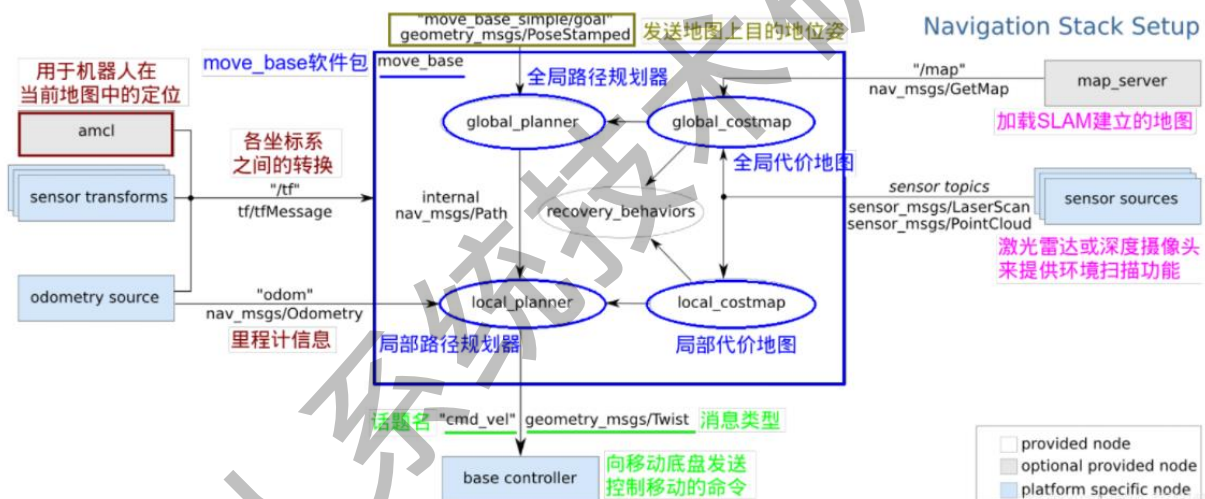 "move_base_simple/goal"
geometry_msgs/PoseStamped
发送地图上目的地位姿
Navigation Stack Setup
move_base软件包
move_base
用于机器人在
当前地图中的定位
amcl
全局路径规划器
"/map"
nav_msgs/GetMap
map_server
加载SLAM建立的地图
global_planner
global_costmap
全局代价地图
各坐标系
之间的转换
sensor transforms
"/tf"
tf/tfMessage
internal
nav_msgs/Path
recovery_behaviors
sensor topics
sensor_msgs/LaserScan
sensor_msgs/PointCloud
sensor sources
激光雷达或深度摄像头
来提供环境扫描功能
odometry source
"odom"
nav_msgs/Odometry
里程计信息
local_planner
local_costmap
局部路径规划器
局部代价地图
话题名 "cmd_vel" geometry_msgs/Twist 消息类型
base controller
向移动底盘发送
控制移动的命令
provided node
optional provided node
platform specific node
系统技术